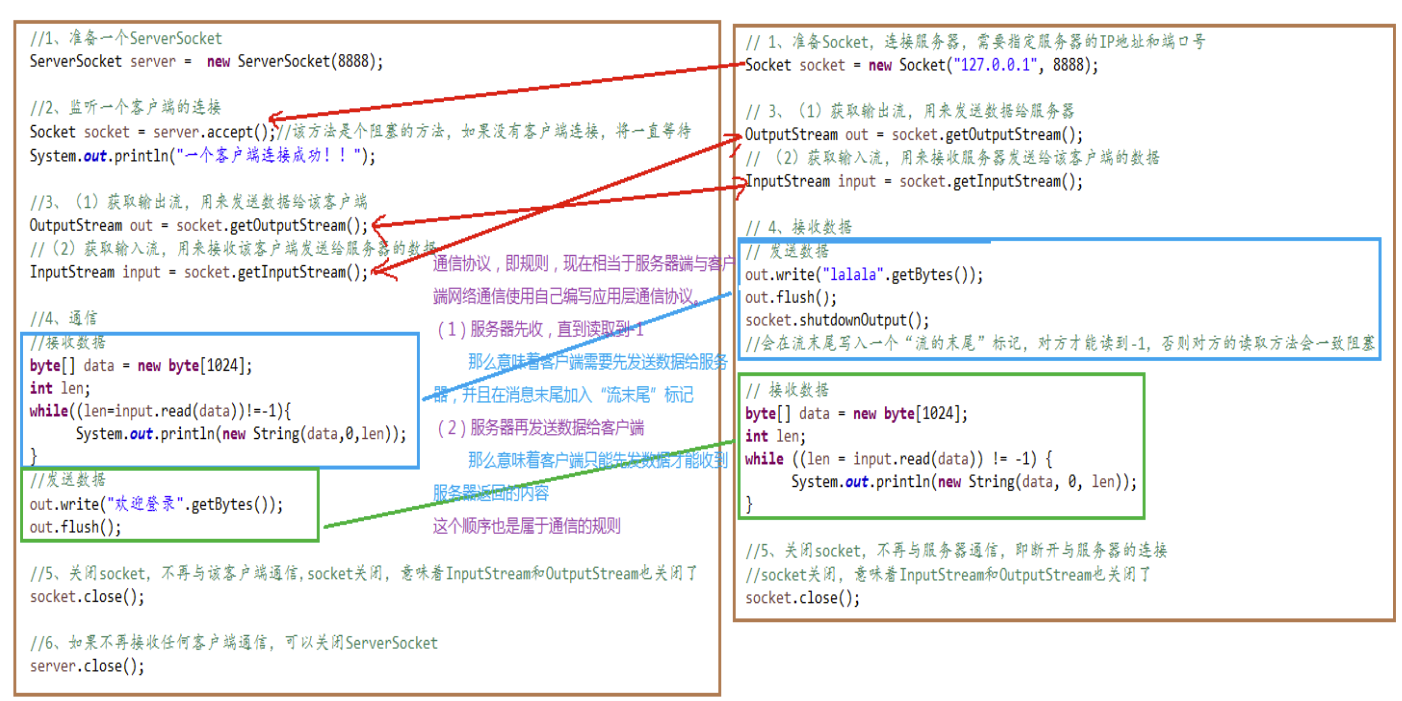 //1、准备一个ServerSocket
ServerSocket server =  new ServerSocket(8888);
//2、监听一个客户端的连接
Socket socket = server.accept();//该方法是个阻塞的方法，如果没有客户端连接，将一直等待
System.out.println("一个客户端连接成功！！");
//3、（1）获取输出流，用来发送数据给该客户端
OutputStream out = socket.getOutputStream();
//（2）获取输入流，用来接收该客户端发送给服务器的数据
InputStream input = socket.getInputStream();
//4、通信
//接收数据
byte[] data = new byte[1024];
int len;
while((len=input.read(data))!=-1){
System.out.println(new String(data,0,len));
}
//发送数据
out.write("欢迎登录".getBytes());
out.flush();
//5、关闭socket，不再与该客户端通信,socket关闭，意味着InputStream和OutputStream也关闭了
socket.close();
//6、如果不再接收任何客户端通信，可以关闭ServerSocket
server.close();
通信协议，即规则，现在相当于服务器端与客户
端网络通信使用自己编写应用层通信协议。
（1）服务器先收，直到读取到-1
那么意味着客户端需要先发送数据给服务
器，并且在消息末尾加入“流末尾”标记
（2）服务器再发送数据给客户端
那么意味着客户端只能先发数据才能收到
服务器返回的内容
这个顺序也是属于通信的规则
// 1、准备Socket，连接服务器，需要指定服务器的IP地址和端口号
Socket socket = new Socket("127.0.0.1", 8888);
// 3、（1）获取输出流，用来发送数据给服务器
OutputStream out = socket.getOutputStream();
// （2）获取输入流，用来接收服务器发送给该客户端的数据
InputStream input = socket.getInputStream();
// 4、接收数据
// 发送数据
out.write("lalala".getBytes());
out.flush();
socket.shutdownOutput();
//会在流末尾写入一个“流的末尾”标记，对方才能读到-1，否则对方的读取方法会一致阻塞
// 接收数据
byte[] data = new byte[1024];
int len;
while ((len = input.read(data)) != -1) {
System.out.println(new String(data, 0, len));
}
//5、关闭socket，不再与服务器通信，即断开与服务器的连接
//socket关闭，意味着InputStream和OutputStream也关闭了
socket.close();